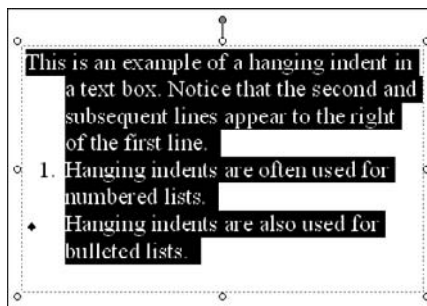 This is an example of a hanging indent in
a text box. Notice that the second and
subsequent lines appear to the right
of the first line.
1. Hanging indents are often used for
numbered lists.
♠ Hanging indents are also used for
bulleted lists.